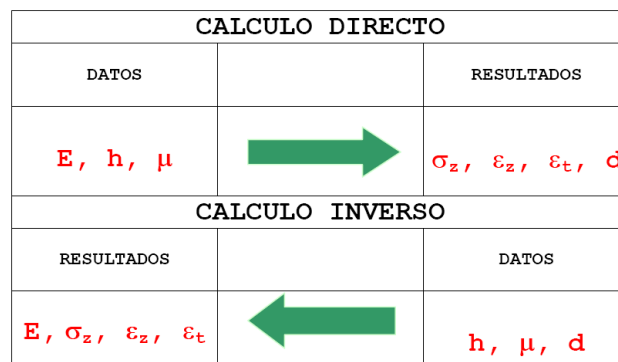 CALCULO DIRECTO
DATOS RESULTADOS
E, h, μ σz, εz, εt, d
CALCULO INVERSO
RESULTADOS DATOS
E, σz, εz, εt h, μ, d